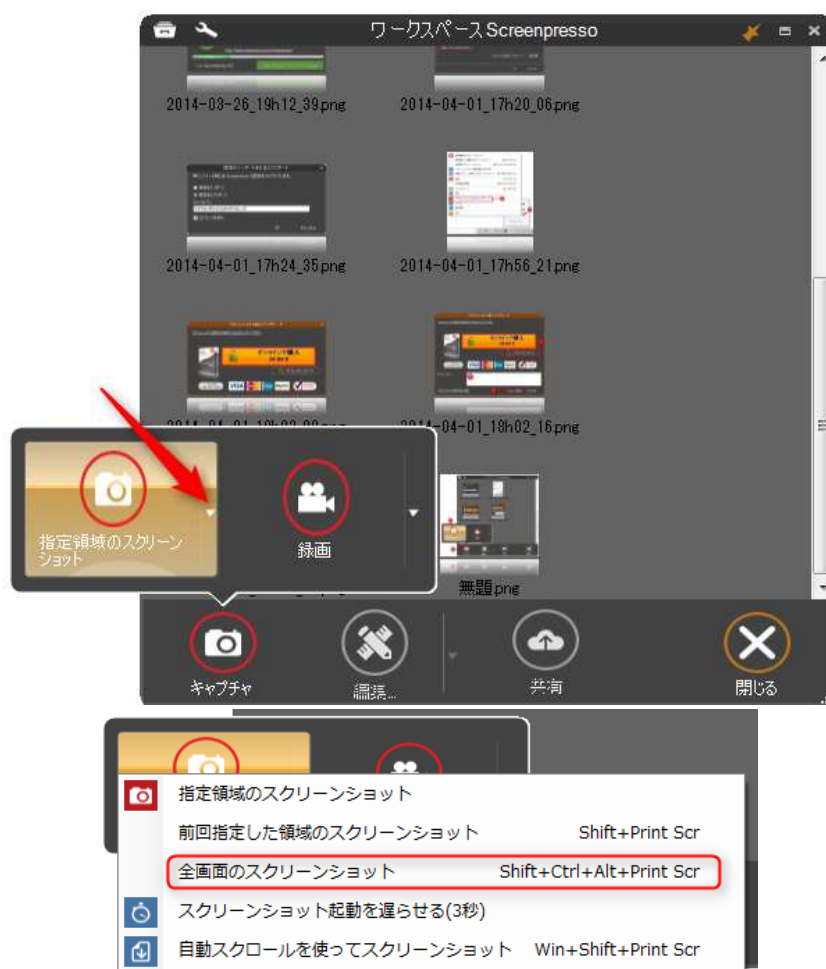 ワークスペース Screenpresso
2014-03-26_19h12_39.png
2014-04-01_17h20_06.png
2014-04-01_17h24_35.png
2014-04-01_17h56_21.png
-04-01_18h02_16.png
指定領域のスクリーン
ショット
録画
無題.png
キャプチャ
編集...
共有
閉じる
指定領域のスクリーンショット
前回指定した領域のスクリーンショット Shift+Print Scr
全画面のスクリーンショット Shift+Ctrl+Alt+Print Scr
スクリーンショット起動を遅らせる(3秒)
自動スクロールを使ってスクリーンショット Win+Shift+Print Scr